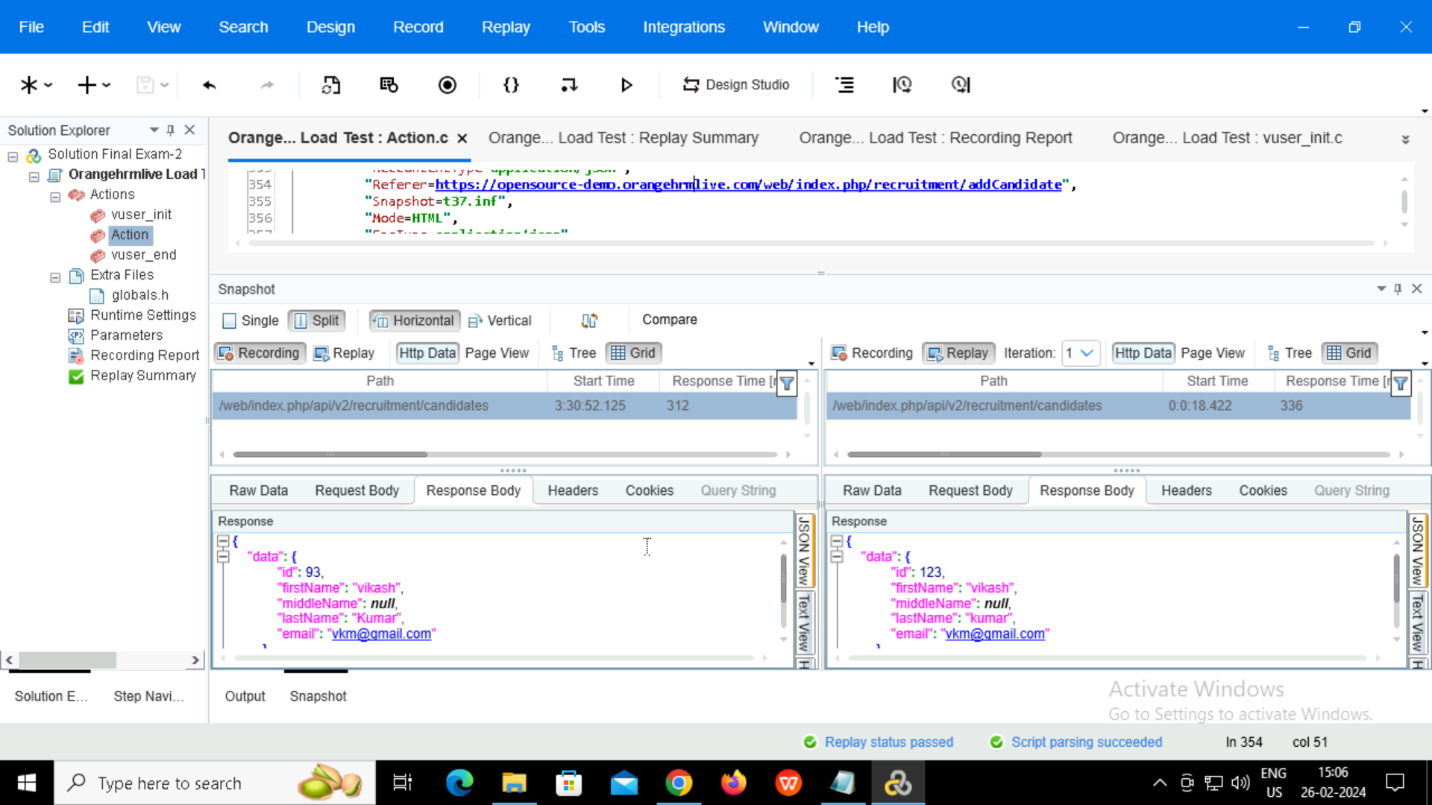 File Edit View Search Design Record Replay Tools Integrations Window Help
Design Studio
Solution Explorer
Solution Final Exam-2
Orangehrmlive Load
Actions
vuser_init
Action
vuser_end
Extra Files
globals.h
Runtime Settings
Parameters
Recording Report
Replay Summary
Orange... Load Test : Action.c
Orange... Load Test : Replay Summary
Orange... Load Test : Recording Report
Orange... Load Test : vuser_init.c
354 "Referer=https://opensource-demo.orangehrmlive.com/web/index.php/recruitment/addCandidate",
355 "Snapshot=t37.inf",
356 "Mode=HTML",
Snapshot
Single Split Horizontal Vertical Compare
Recording Replay Http Data Page View Tree Grid
Path Start Time Response Time [
/web/index.php/api/v2/recruitment/candidates 3:30:52.125 312
Raw Data Request Body Response Body Headers Cookies Query String
Response
{
"data": {
"id": 93,
"firstName": "vikash",
"middleName": null,
"lastName": "Kumar",
"email": "vkm@gmail.com"
JSON View
Text View
Recording Replay Iteration: 1 Http Data Page View Tree Grid
Path Start Time Response Time [
/web/index.php/api/v2/recruitment/candidates 0:0:18.422 336
Raw Data Request Body Response Body Headers Cookies Query String
Response
{
"data": {
"id": 123,
"firstName": "vikash",
"middleName": null,
"lastName": "kumar",
"email": "vkm@gmail.com"
JSON View
Text View
Solution E... Step Navi... Output Snapshot
Activate Windows
Go to Settings to activate Windows.
Replay status passed Script parsing succeeded ln 354 col 51
Type here to search
ENG
US
15:06
26-02-2024